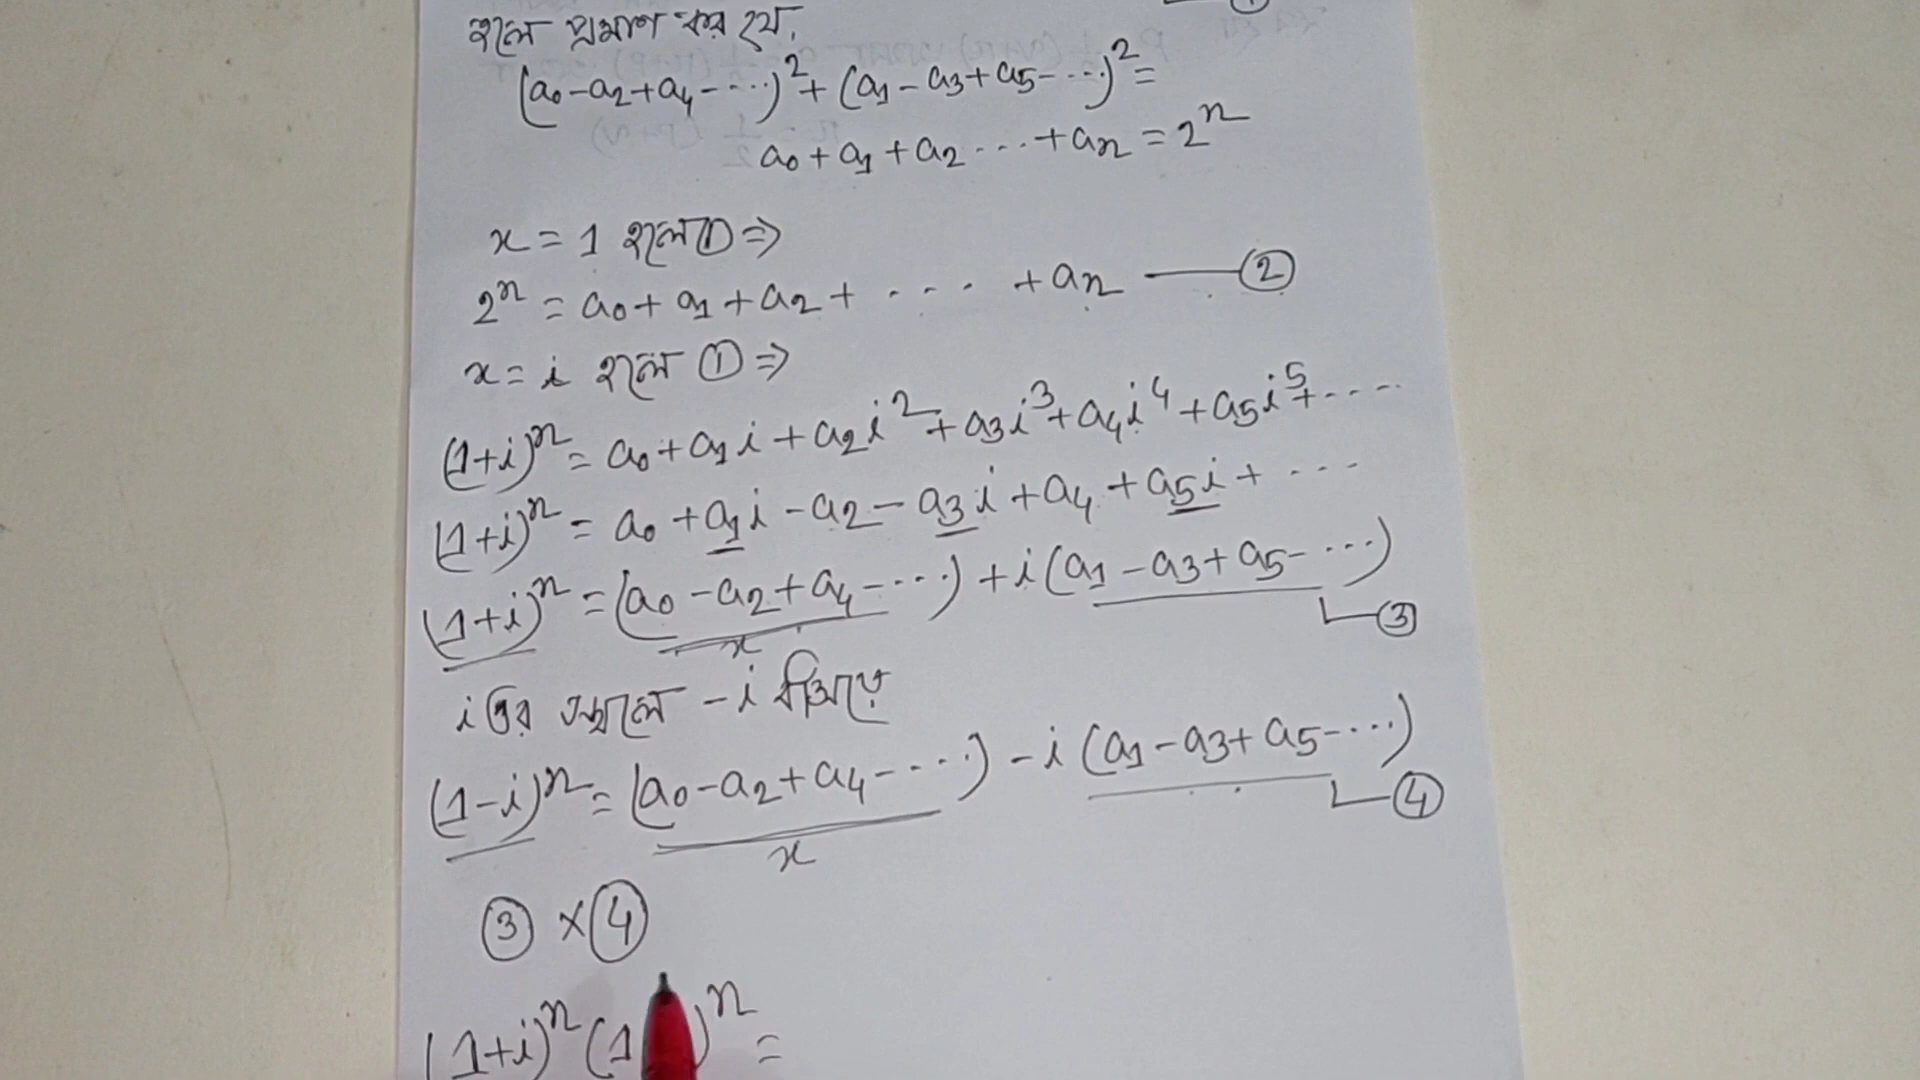 হলে প্রমাণ কর যে,
(a₀-a₂+a₄-....)²+(a₁-a₃+a₅-....)²=
a₀+a₁+a₂....+aₙ=2ⁿ
x=1 হলে ① ⇒
2ⁿ=a₀+a₁+a₂+ .... +aₙ — ②
x=i হলে ① ⇒
(1+i)ⁿ=a₀+a₁i+a₂i²+a₃i³+a₄i⁴+a₅i⁵+....
(1+i)ⁿ=a₀+a₁i-a₂-a₃i+a₄+a₅i+ ....
(1+i)ⁿ=(a₀-a₂+a₄-....)+i(a₁-a₃+a₅-....)
x
③
i এর স্থলে -i
(1-i)ⁿ=(a₀-a₂+a₄-....)-i(a₁-a₃+a₅-....)
x
④
③×④
(1+i)ⁿ(1 )ⁿ=